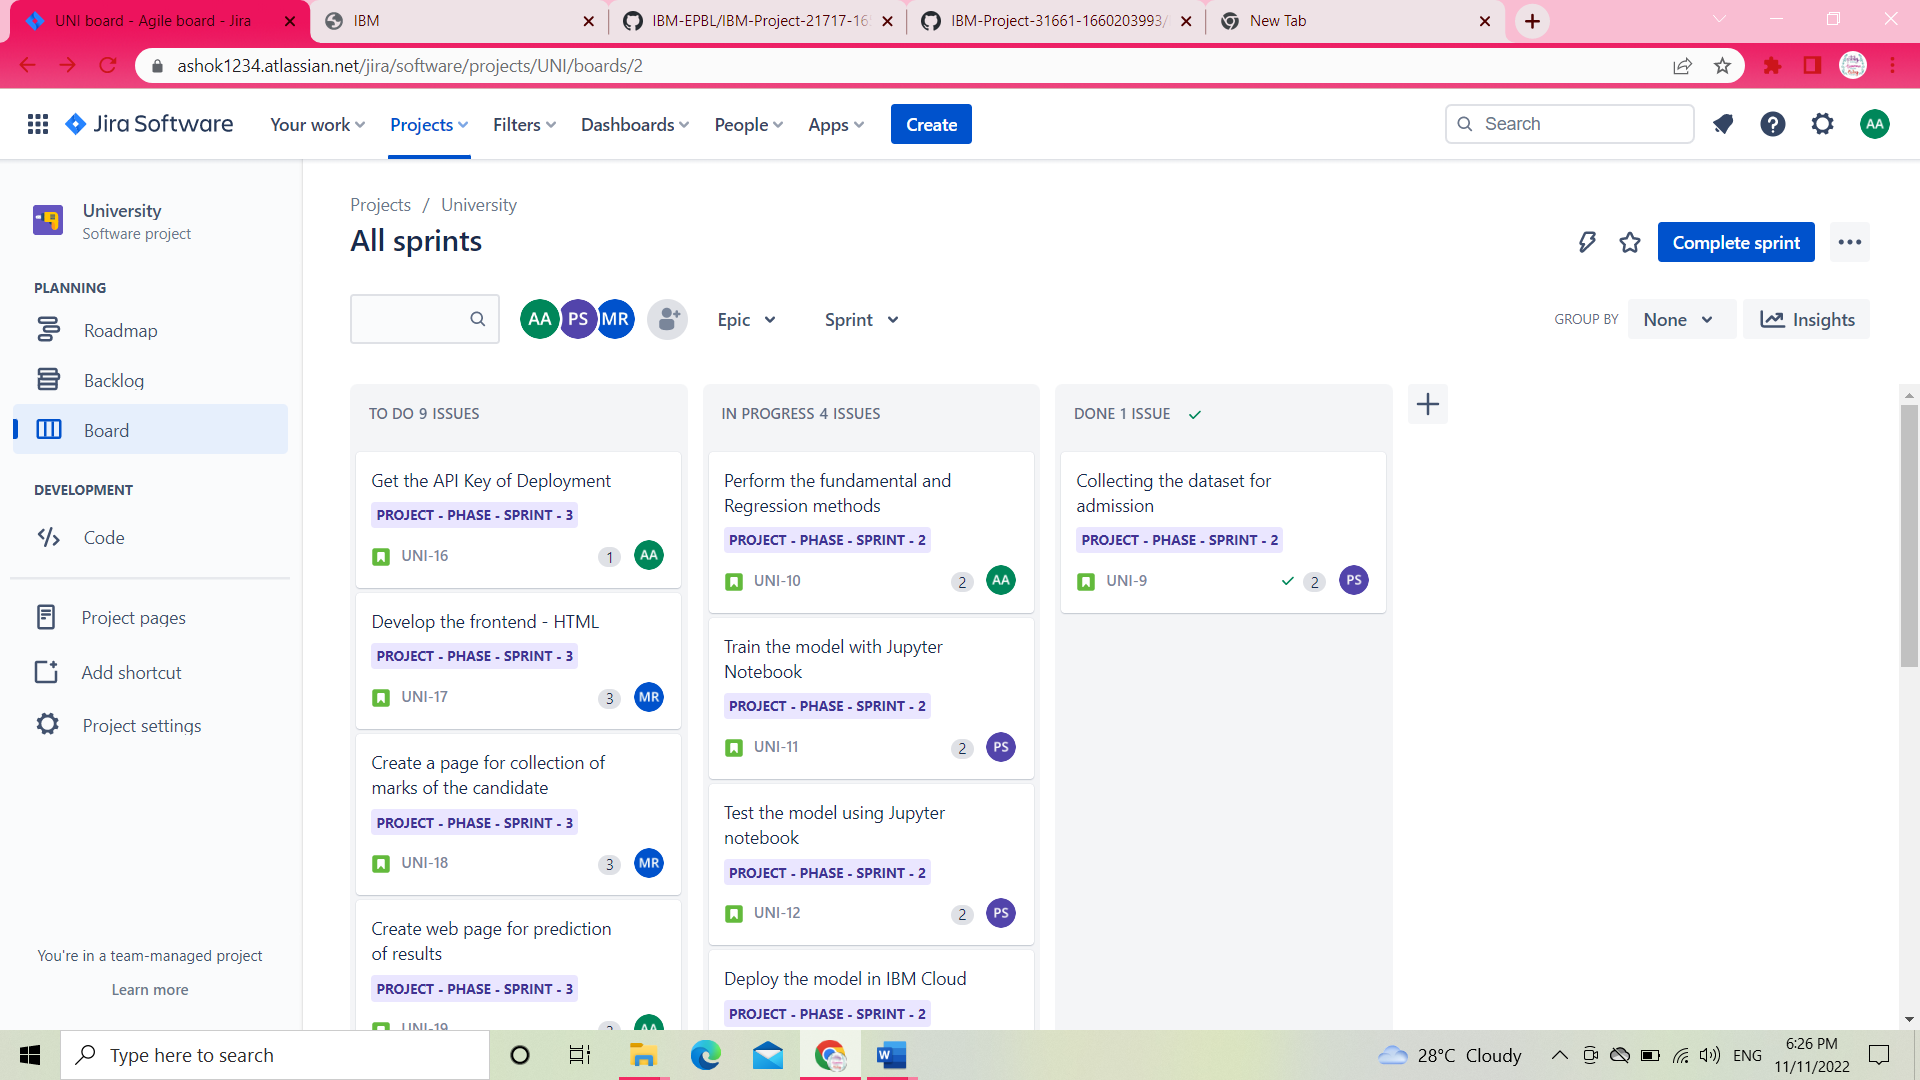 UNI board - Agile board - Jira
IBM
IBM-EPBL/IBM-Project-21717-165
IBM-Project-31661-1660203993/
New Tab
ashok1234.atlassian.net/jira/software/projects/UNI/boards/2
Jira Software
Your work
Projects
Filters
Dashboards
People
Apps
Create
Search
AA
University
Software project
PLANNING
Roadmap
Backlog
Board
DEVELOPMENT
Code
Project pages
Add shortcut
Project settings
You're in a team-managed project
Learn more
Projects / University
All sprints
Complete sprint
AA PS MR
Epic
Sprint
GROUP BY
None
Insights
TO DO 9 ISSUES
Get the API Key of Deployment
PROJECT - PHASE - SPRINT - 3
UNI-16 1 AA
Develop the frontend - HTML
PROJECT - PHASE - SPRINT - 3
UNI-17 3 MR
Create a page for collection of
marks of the candidate
PROJECT - PHASE - SPRINT - 3
UNI-18 3 MR
Create web page for prediction
of results
PROJECT - PHASE - SPRINT - 3
UNI-19 AA
IN PROGRESS 4 ISSUES
Perform the fundamental and
Regression methods
PROJECT - PHASE - SPRINT - 2
UNI-10 2 AA
Train the model with Jupyter
Notebook
PROJECT - PHASE - SPRINT - 2
UNI-11 2 PS
Test the model using Jupyter
notebook
PROJECT - PHASE - SPRINT - 2
UNI-12 2 PS
Deploy the model in IBM Cloud
PROJECT - PHASE - SPRINT - 2
DONE 1 ISSUE
Collecting the dataset for
admission
PROJECT - PHASE - SPRINT - 2
UNI-9 2 PS
Type here to search
28°C Cloudy
ENG
6:26 PM
11/11/2022